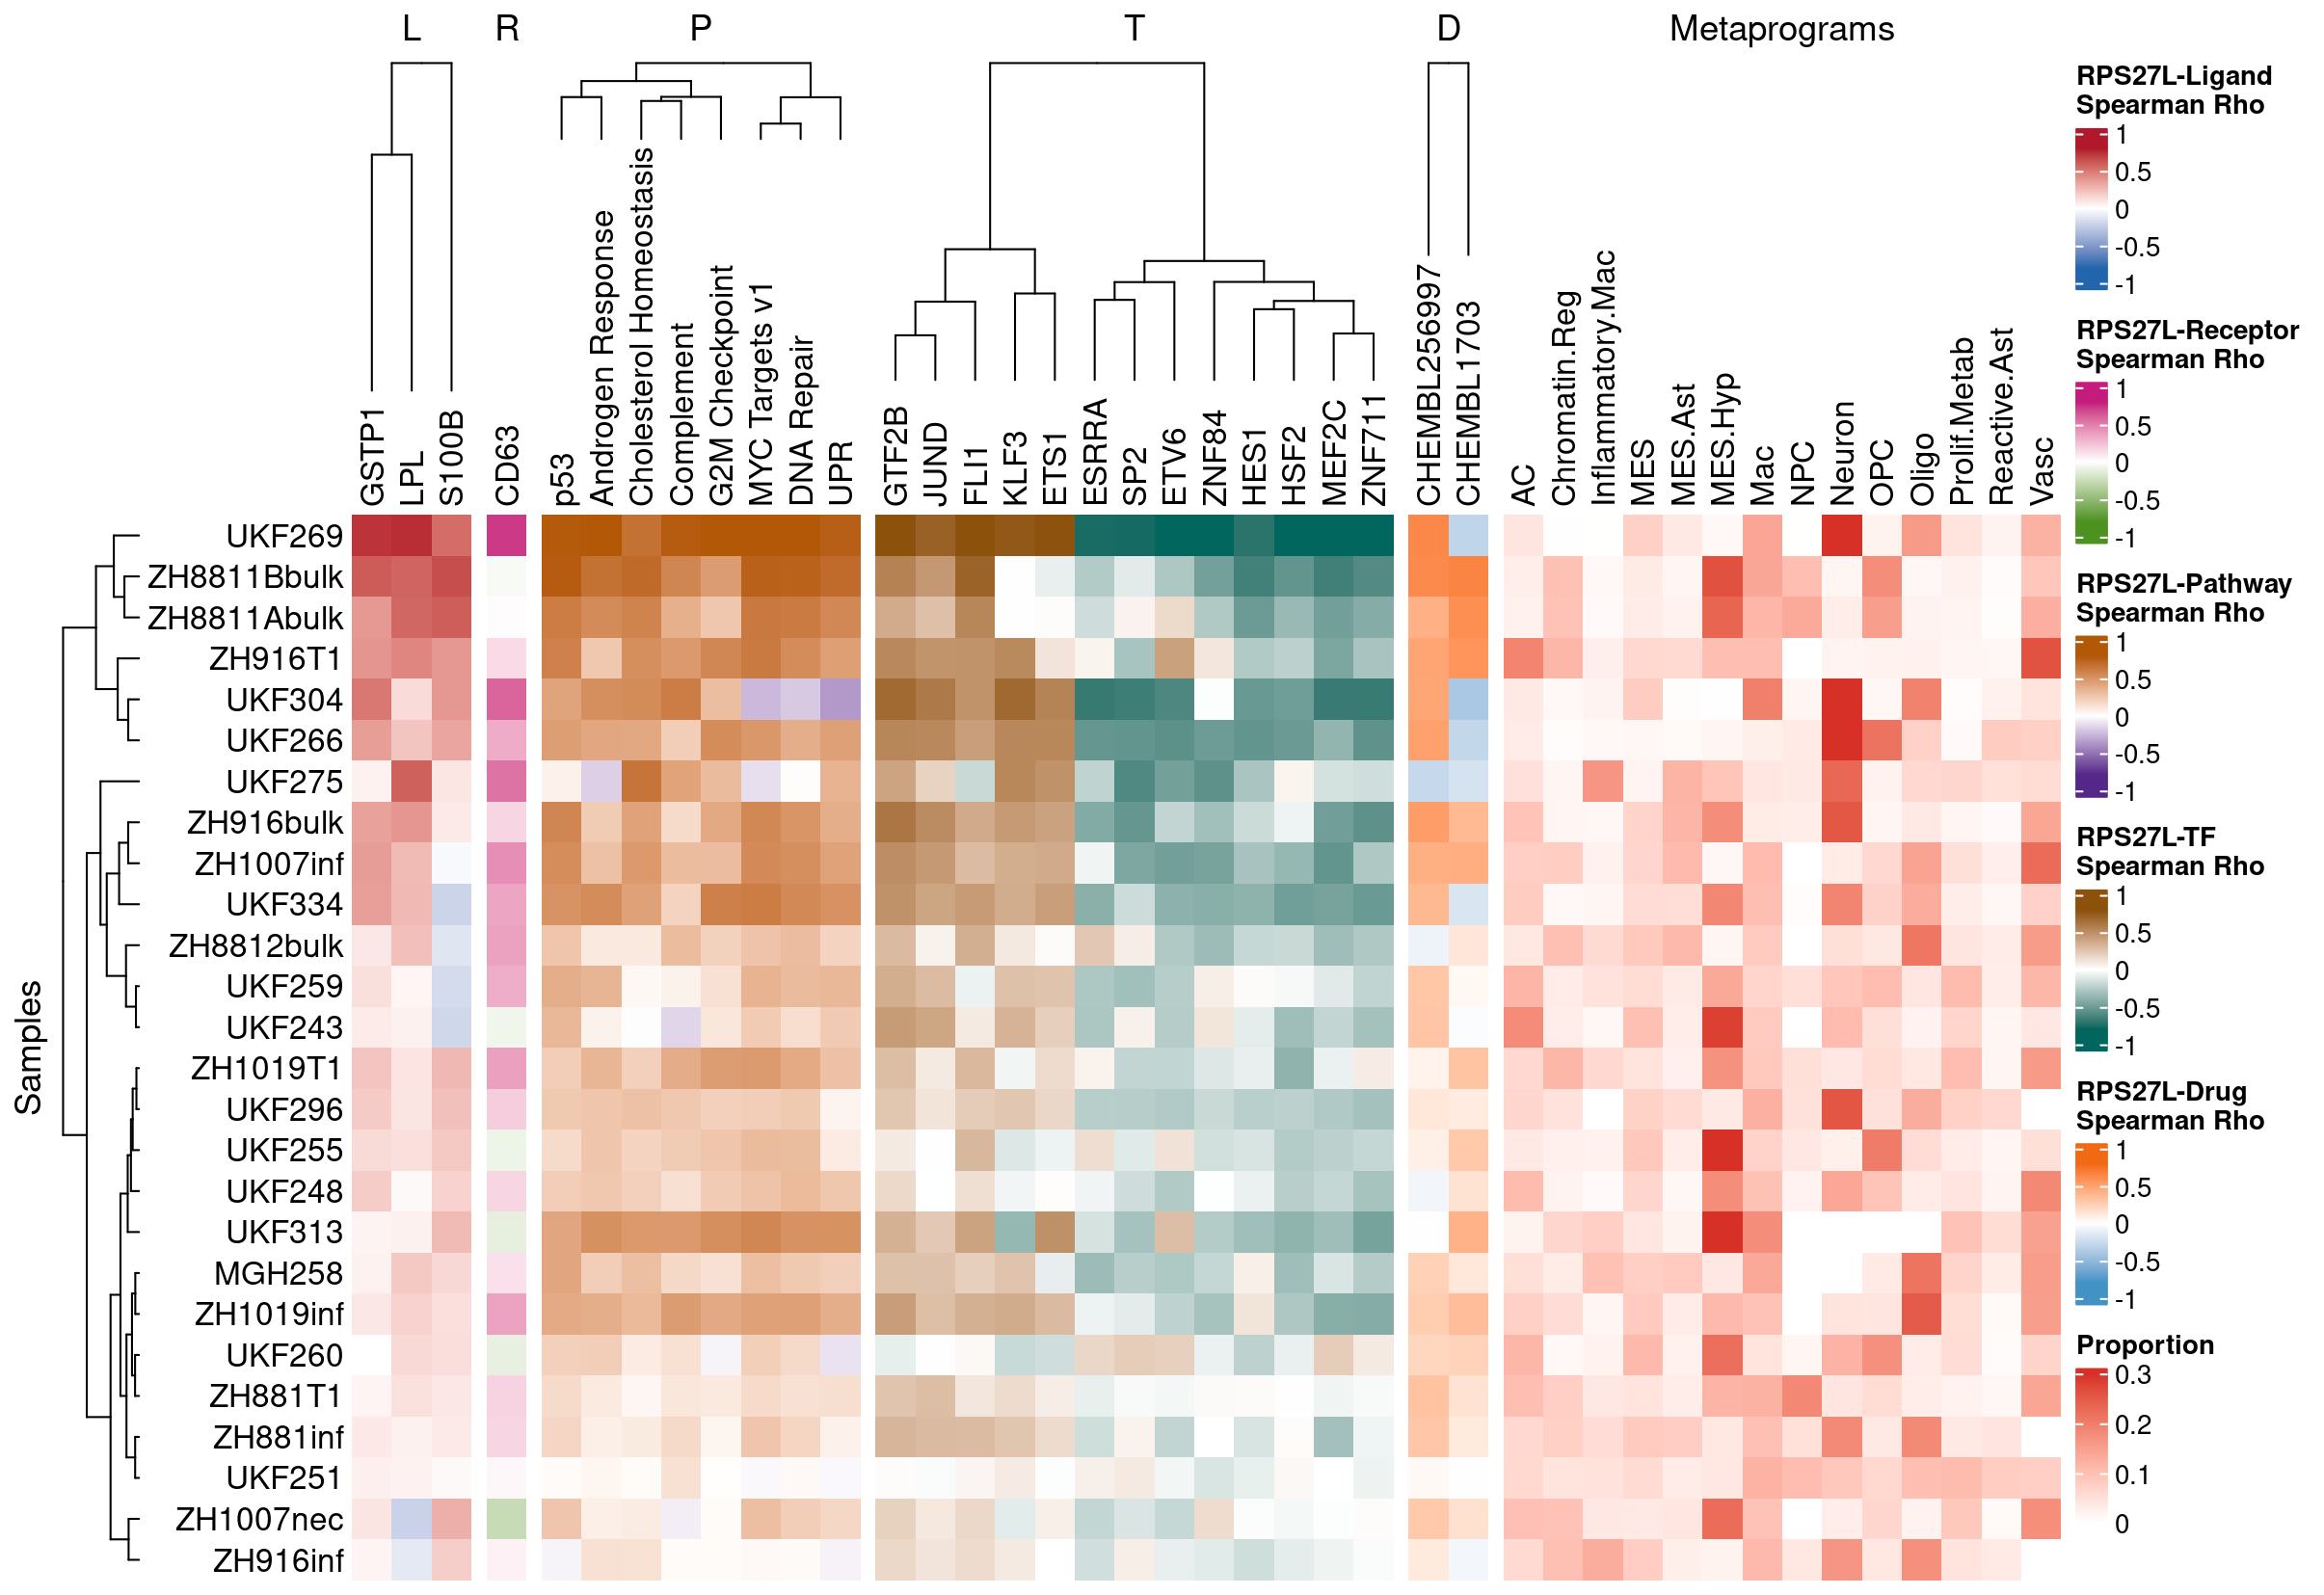 L R P T D Metaprograms
GSTP1
LPL
S100B
CD63
p53
Androgen Response
Cholesterol Homeostasis
Complement
G2M Checkpoint
MYC Targets v1
DNA Repair
UPR
GTF2B
JUND
FLI1
KLF3
ETS1
ESRRA
SP2
ETV6
ZNF84
HES1
HSF2
MEF2C
ZNF711
CHEMBL256997
CHEMBL1703
AC
Chromatin.Reg
Inflammatory.Mac
MES
MES.Ast
MES.Hyp
Mac
NPC
Neuron
OPC
Oligo
Prolif.Metab
Reactive.Ast
Vasc
Samples
UKF269
ZH8811Bbulk
ZH8811Abulk
ZH916T1
UKF304
UKF266
UKF275
ZH916bulk
ZH1007inf
UKF334
ZH8812bulk
UKF259
UKF243
ZH1019T1
UKF296
UKF255
UKF248
UKF313
MGH258
ZH1019inf
UKF260
ZH881T1
ZH881inf
UKF251
ZH1007nec
ZH916inf
RPS27L-Ligand
Spearman Rho
1
0.5
0
-0.5
-1
RPS27L-Receptor
Spearman Rho
1
0.5
0
-0.5
-1
RPS27L-Pathway
Spearman Rho
1
0.5
0
-0.5
-1
RPS27L-TF
Spearman Rho
1
0.5
0
-0.5
-1
RPS27L-Drug
Spearman Rho
1
0.5
0
-0.5
-1
Proportion
0.3
0.2
0.1
0